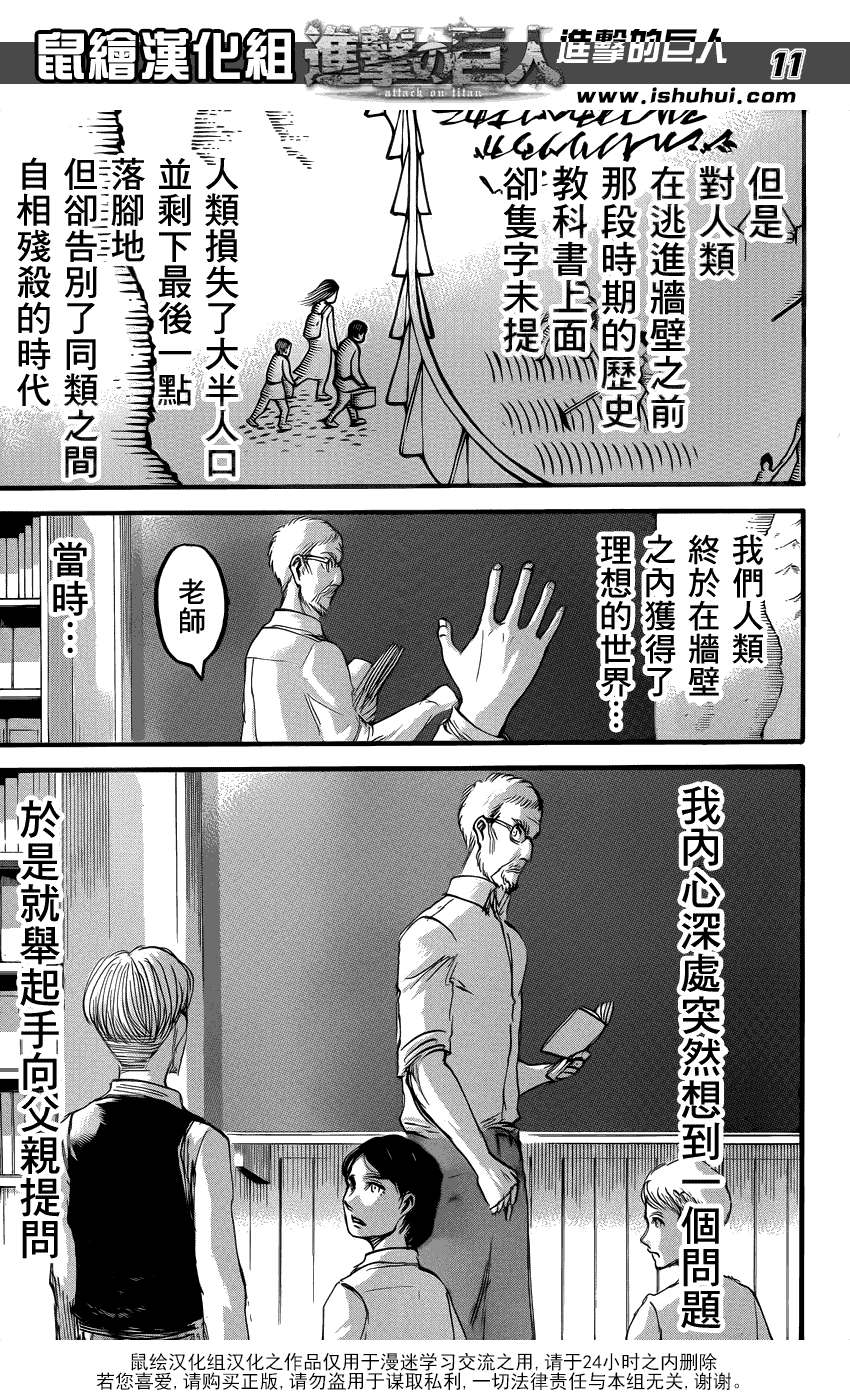 鼠繪漢化組
進撃の巨人
attack on titan
進擊的巨人
11
www.ishuhui.com
但是
對人類
在逃進牆壁之前
那段時期的歷史
教科書上面
卻隻字未提
人類損失了大半人口
並剩下最後一點
落腳地
但卻告別了同類之間
自相殘殺的時代
我們人類
終於在牆壁
之內獲得了
理想的世界…
老師
當時…
我內心深處突然想到一個問題
於是就舉起手向父親提問
鼠绘汉化组汉化之作品仅用于漫迷学习交流之用,请于24小时之内删除
若您喜爱,请购买正版,请勿盗用于谋取私利,一切法律责任与本组无关,谢谢。